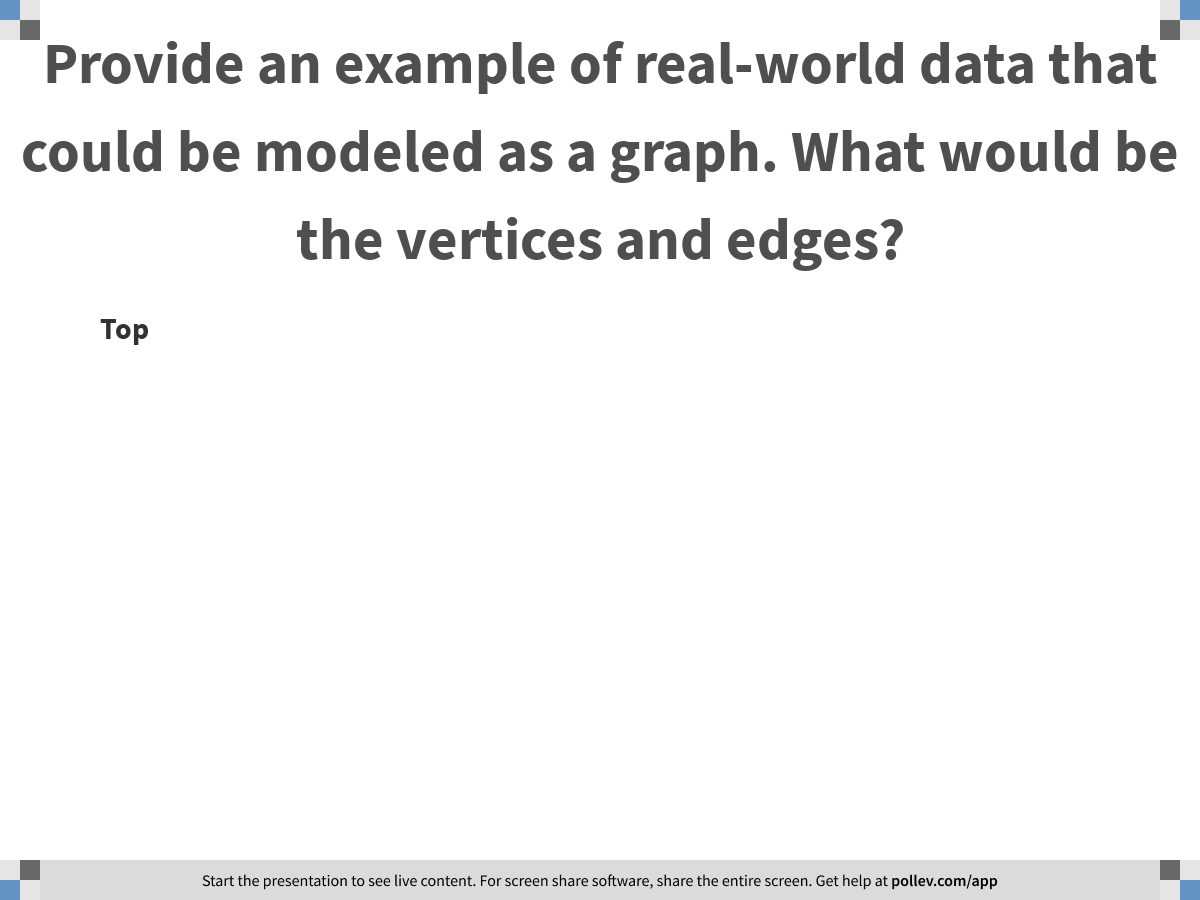 Provide an example of real-world data that
could be modeled as a graph. What would be
the vertices and edges?
Top
Start the presentation to see live content. For screen share software, share the entire screen. Get help at pollev.com/app